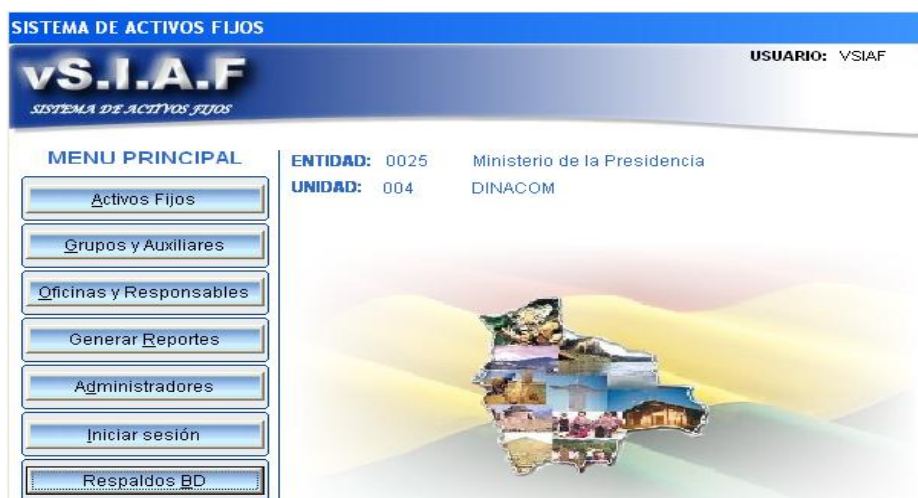 SISTEMA DE ACTIVOS FIJOS
vS.I.A.F
SISTEMA DE ACTIVOS FIJOS
USUARIO: VSIAF
MENU PRINCIPAL
ENTIDAD: 0025 Ministerio de la Presidencia
UNIDAD: 004 DINACOM
Activos Fijos
Grupos y Auxiliares
Oficinas y Responsables
Generar Reportes
Administradores
Iniciar sesión
Respaldos BD